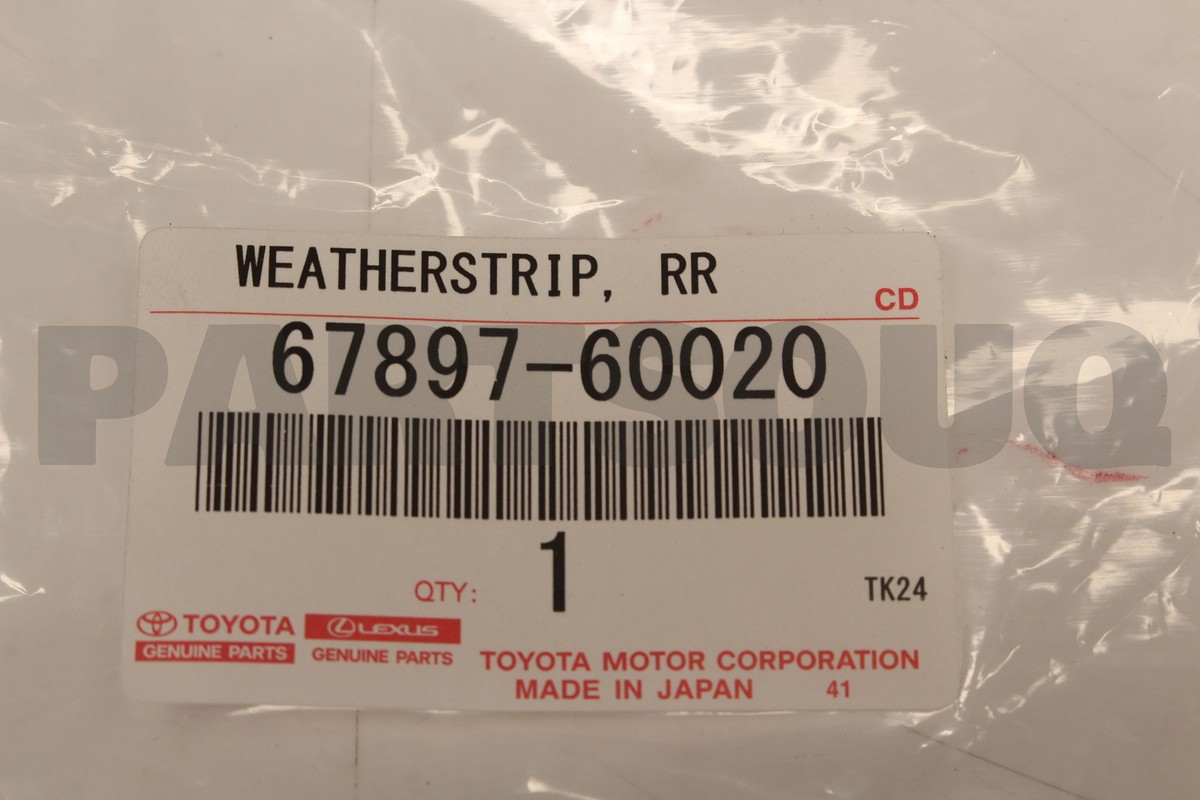 WEATHERSTRIP, RR
CD
67897-60020
PARTSOUQ
1
QTY:
TK24
TOYOTA LEXUS
GENUINE PARTS GENUINE PARTS
TOYOTA MOTOR CORPORATION
MADE IN JAPAN 41